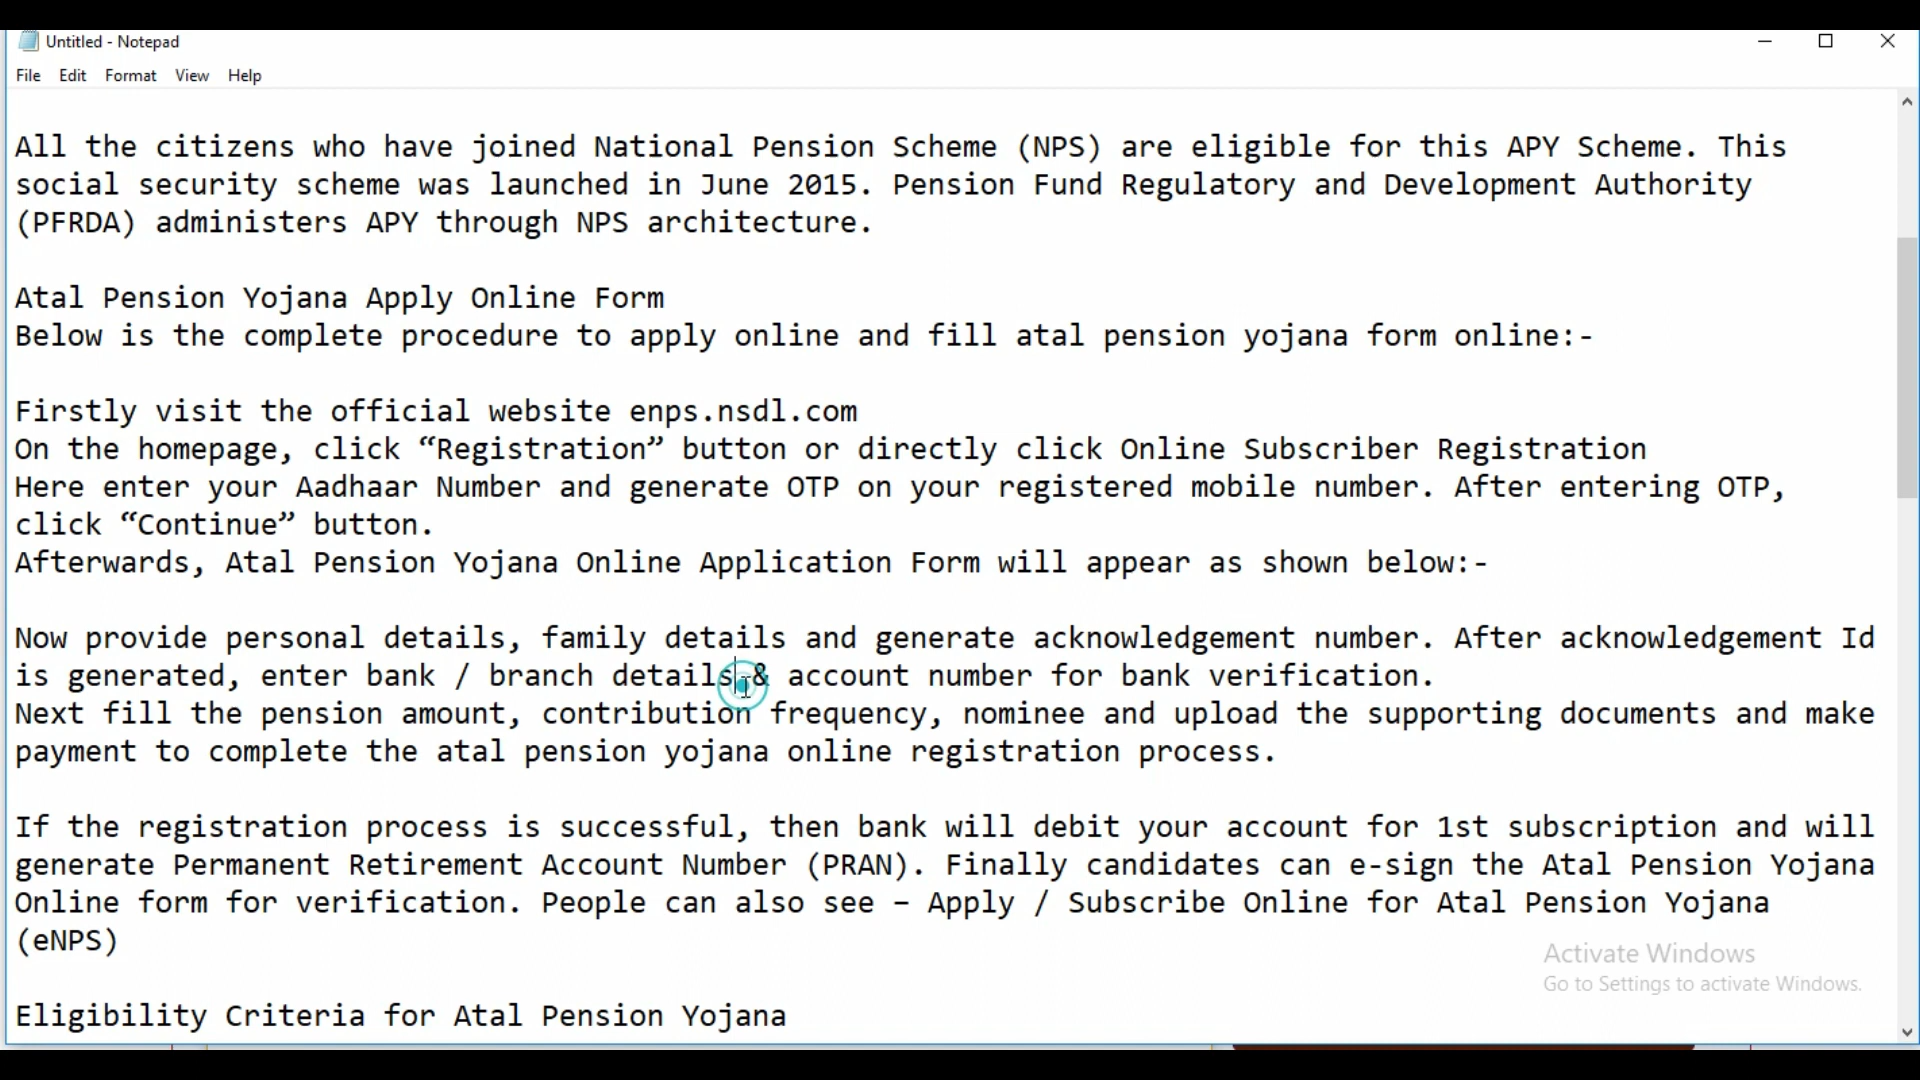 Untitled - Notepad
File Edit Format View Help
All the citizens who have joined National Pension Scheme (NPS) are eligible for this APY Scheme. This
social security scheme was launched in June 2015. Pension Fund Regulatory and Development Authority
(PFRDA) administers APY through NPS architecture.
Atal Pension Yojana Apply Online Form
Below is the complete procedure to apply online and fill atal pension yojana form online:-
Firstly visit the official website enps.nsdl.com
On the homepage, click “Registration” button or directly click Online Subscriber Registration
Here enter your Aadhaar Number and generate OTP on your registered mobile number. After entering OTP,
click “Continue” button.
Afterwards, Atal Pension Yojana Online Application Form will appear as shown below:-
Now provide personal details, family details and generate acknowledgement number. After acknowledgement Id
is generated, enter bank / branch details & account number for bank verification.
Next fill the pension amount, contribution frequency, nominee and upload the supporting documents and make
payment to complete the atal pension yojana online registration process.
If the registration process is successful, then bank will debit your account for 1st subscription and will
generate Permanent Retirement Account Number (PRAN). Finally candidates can e-sign the Atal Pension Yojana
Online form for verification. People can also see – Apply / Subscribe Online for Atal Pension Yojana
(eNPS)
Activate Windows
Go to Settings to activate Windows.
Eligibility Criteria for Atal Pension Yojana